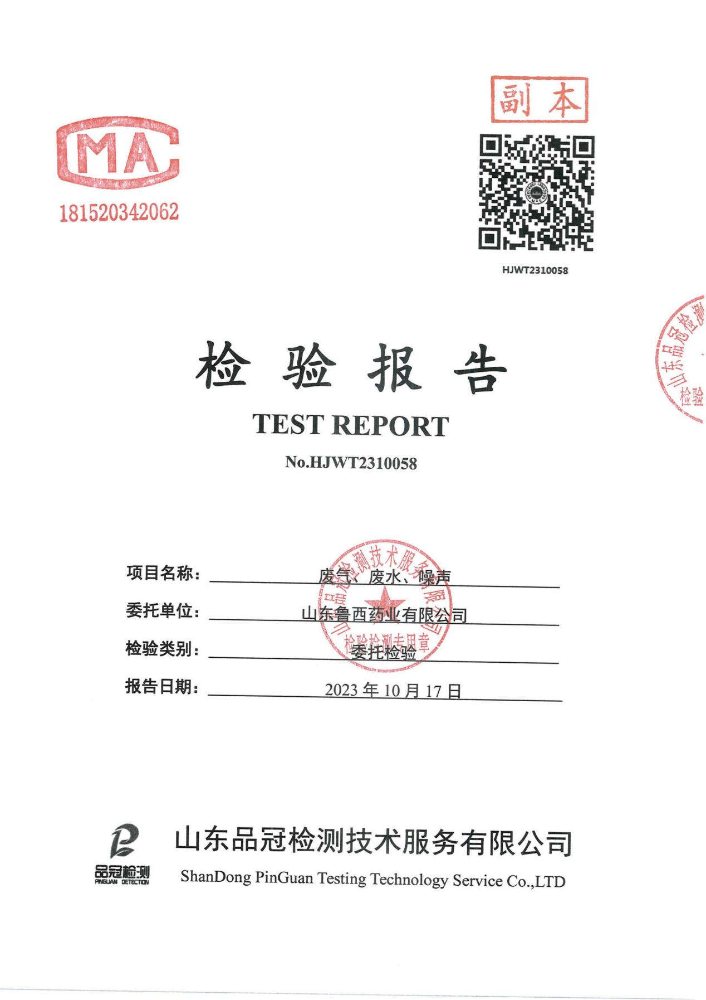 副 本
MA
181520342062
HJWT2310058
检 验 报 告
TEST REPORT
No.HJWT2310058
山东品冠检测
检验
项目名称： 废气、废水、噪声
委托单位： 山东鲁西药业有限公司
检验类别： 委托检验
报告日期： 2023 年 10 月 17 日
山东品冠检测技术服务有限公司
检验检测专用章
品冠检测
PINGUAN DETECTION
山东品冠检测技术服务有限公司
ShanDong PinGuan Testing Technology Service Co.,LTD